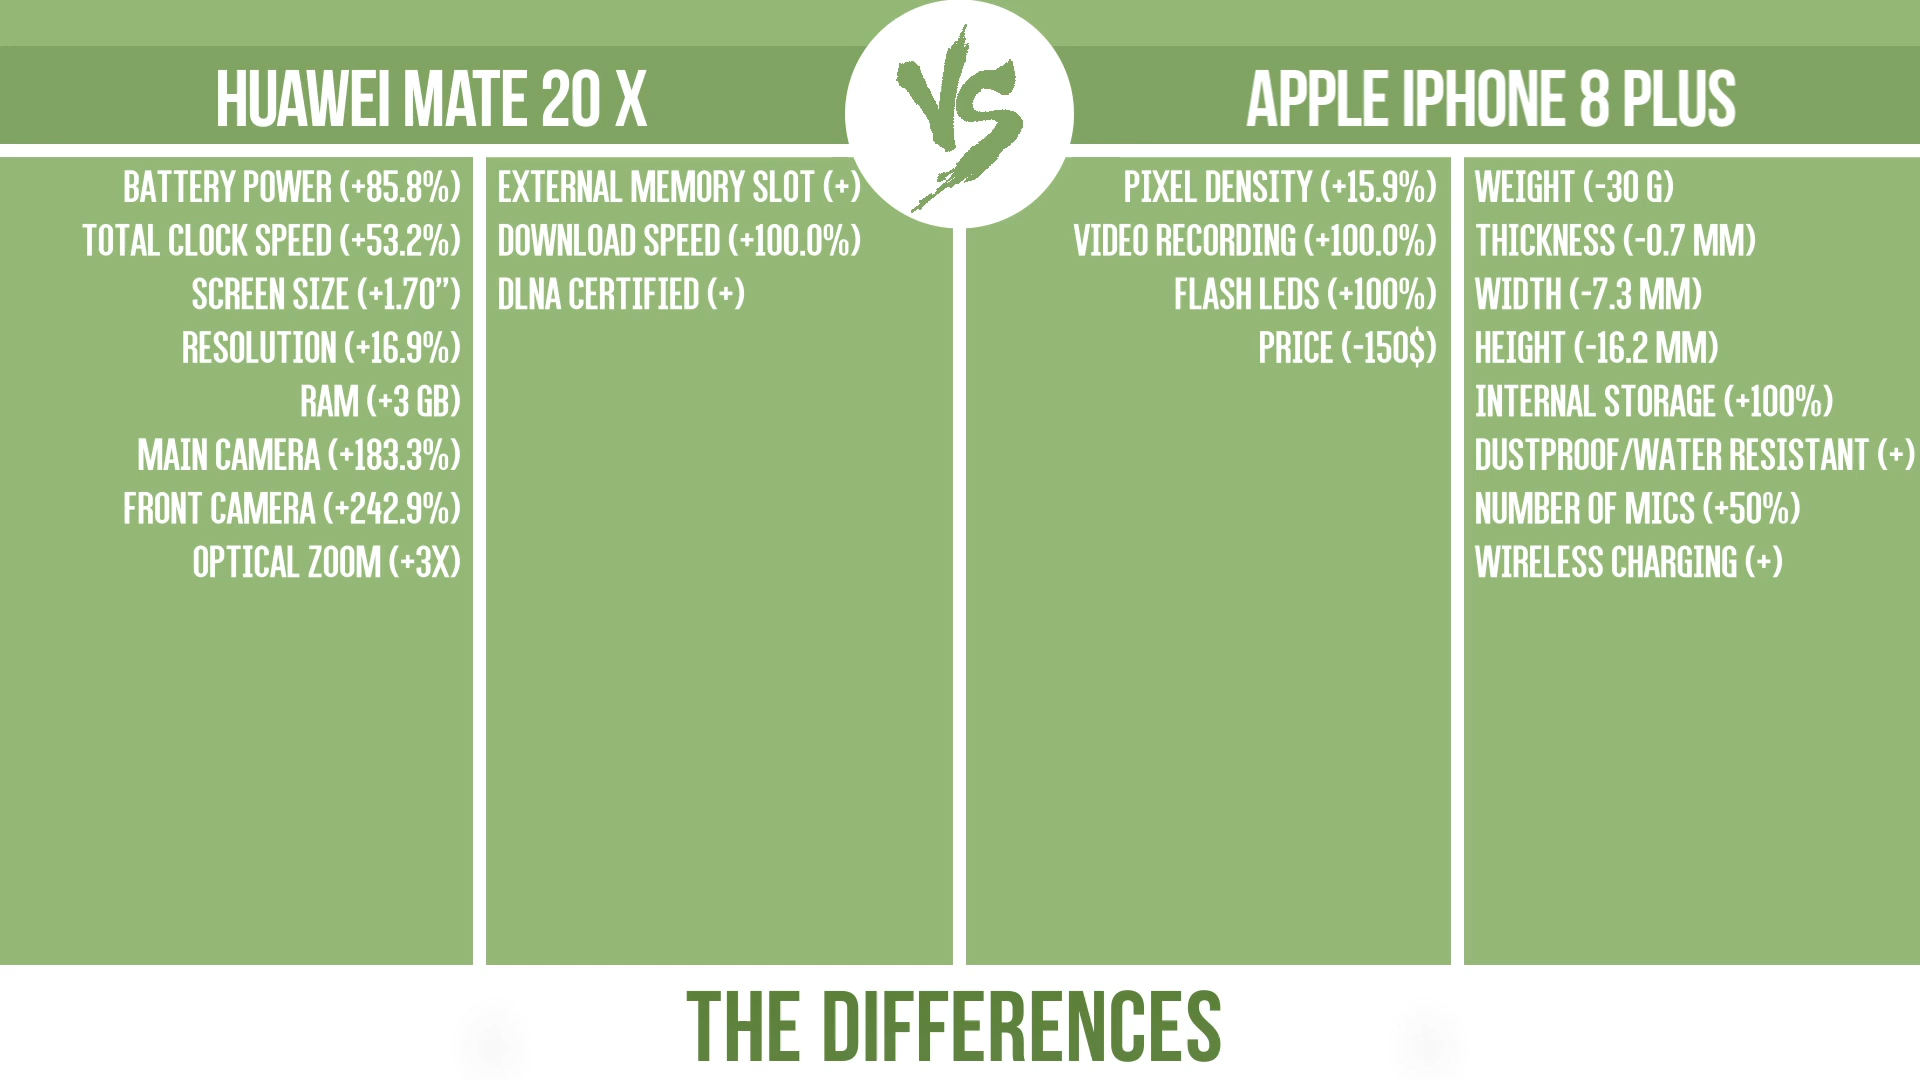 HUAWEI MATE 20 X
VS
APPLE IPHONE 8 PLUS
BATTERY POWER (+85.8%)
TOTAL CLOCK SPEED (+53.2%)
SCREEN SIZE (+1.70”)
RESOLUTION (+16.9%)
RAM (+3 GB)
MAIN CAMERA (+183.3%)
FRONT CAMERA (+242.9%)
OPTICAL ZOOM (+3X)
EXTERNAL MEMORY SLOT (+)
DOWNLOAD SPEED (+100.0%)
DLNA CERTIFIED (+)
PIXEL DENSITY (+15.9%)
VIDEO RECORDING (+100.0%)
FLASH LEDS (+100%)
PRICE (-150$)
WEIGHT (-30 G)
THICKNESS (-0.7 MM)
WIDTH (-7.3 MM)
HEIGHT (-16.2 MM)
INTERNAL STORAGE (+100%)
DUSTPROOF/WATER RESISTANT (+)
NUMBER OF MICS (+50%)
WIRELESS CHARGING (+)
THE DIFFERENCES